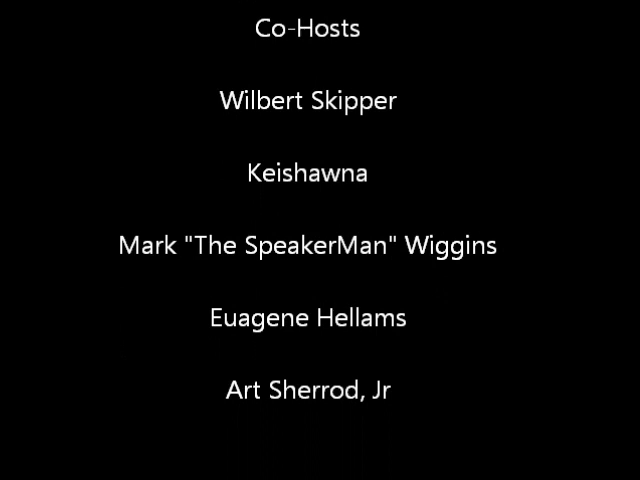 Co-Hosts
Wilbert Skipper
Keishawna
Mark "The SpeakerMan" Wiggins
Euagene Hellams
Art Sherrod, Jr